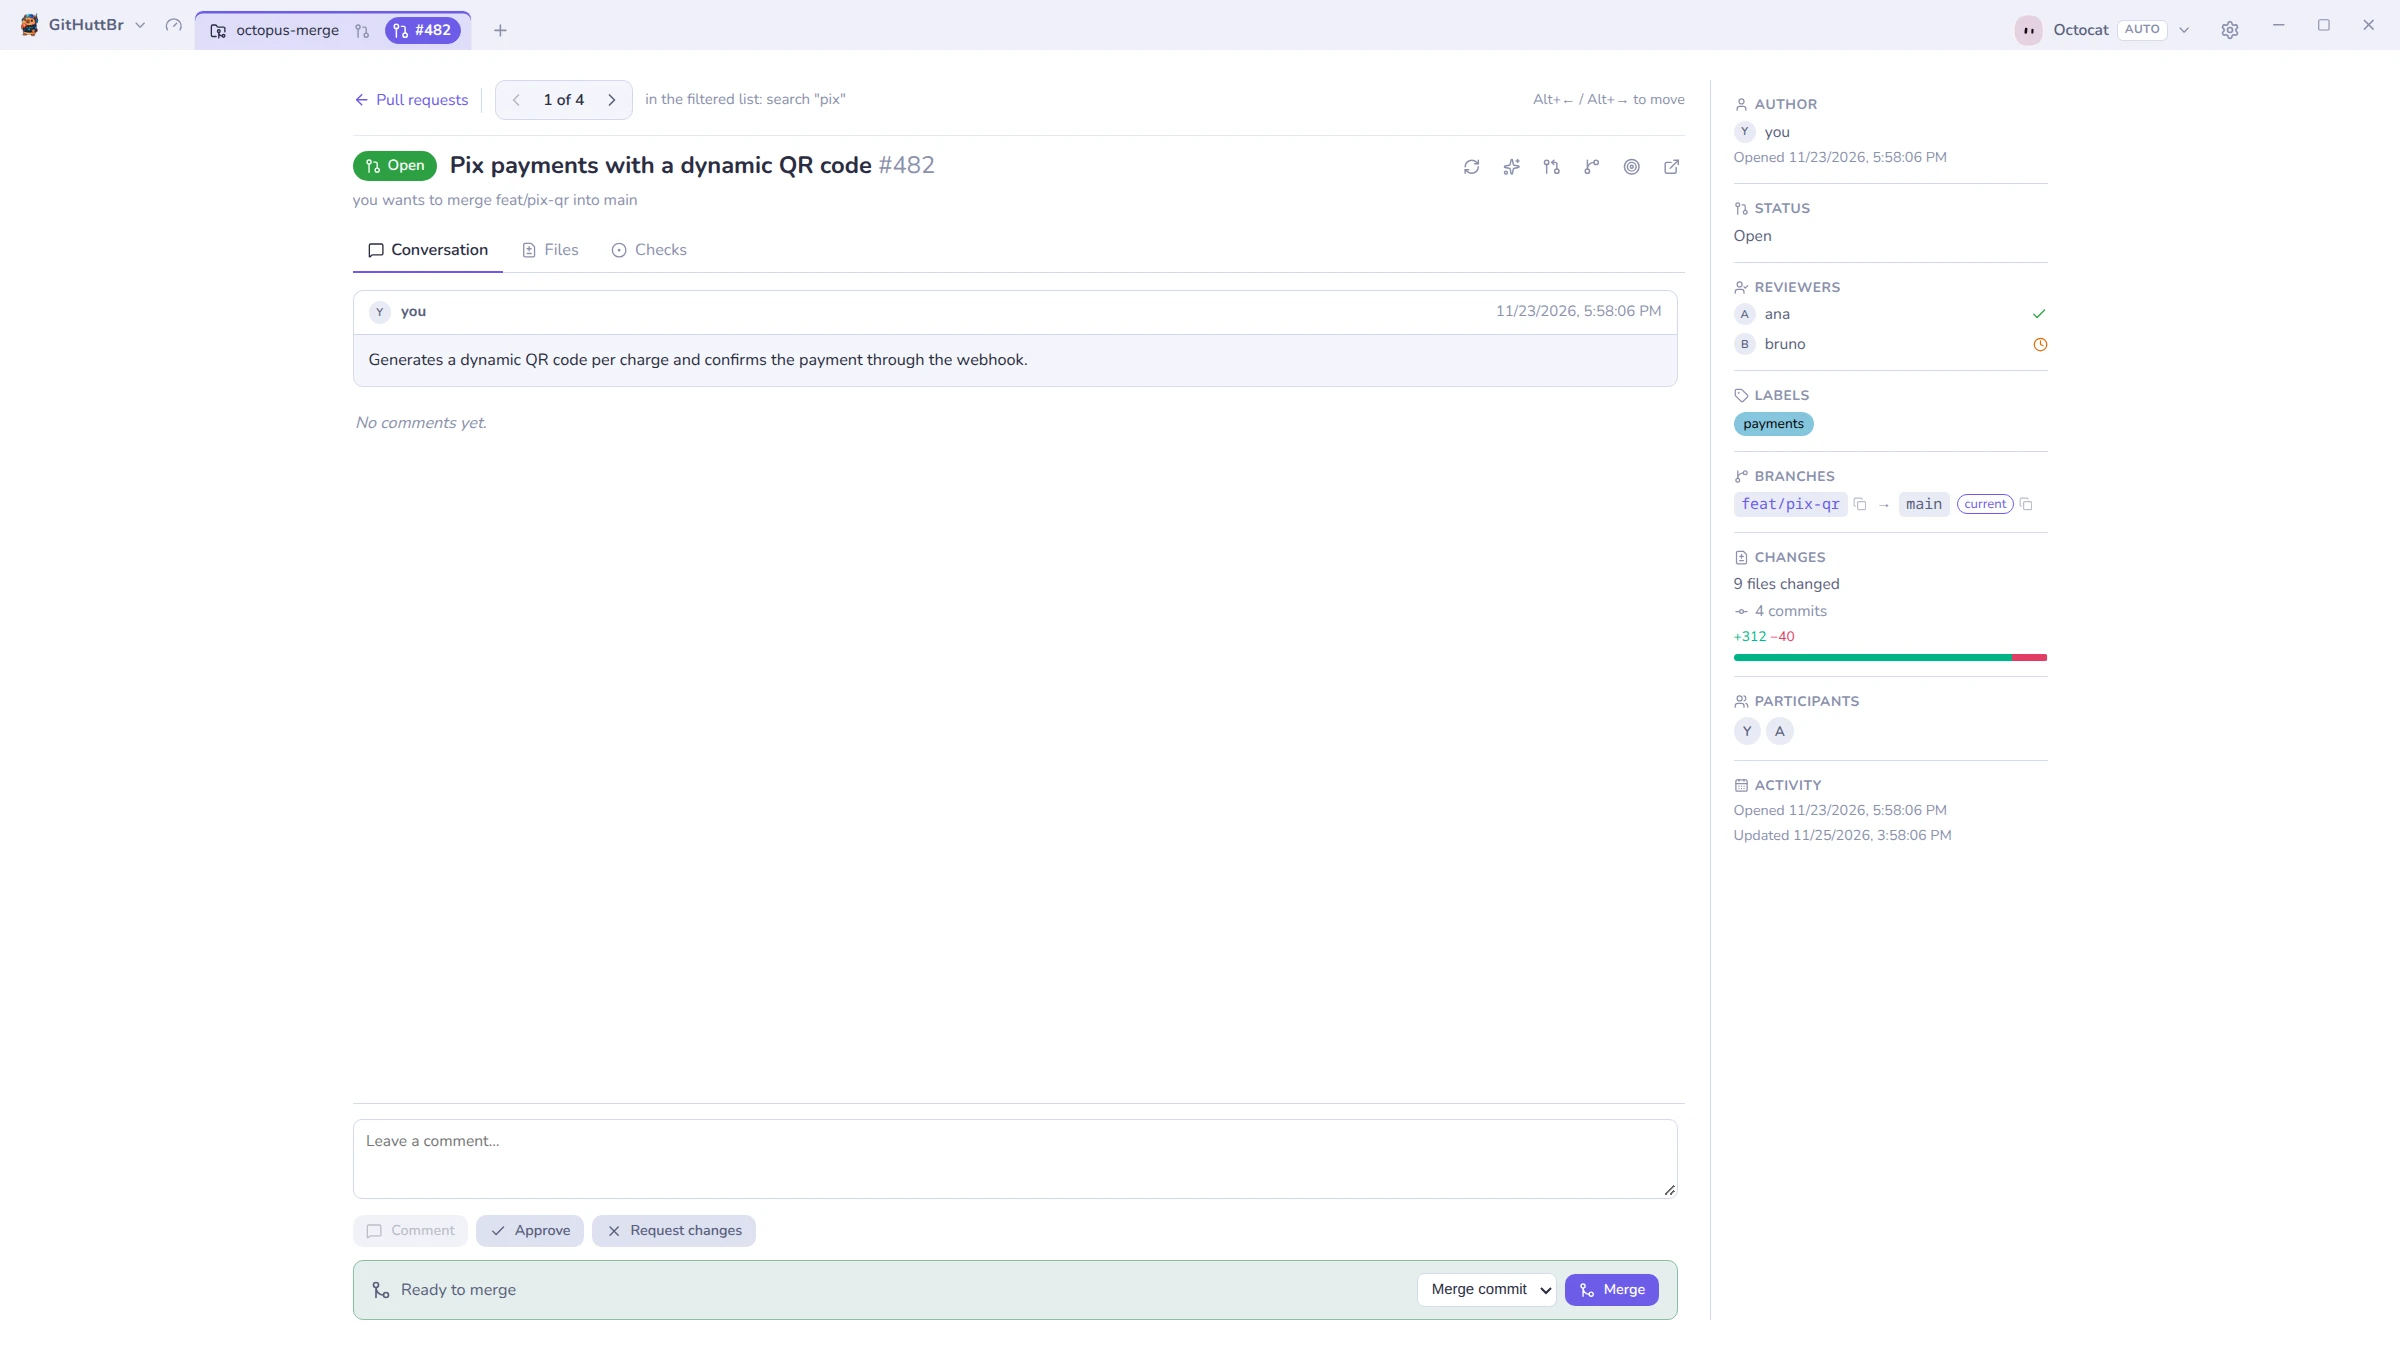 GitHuttBr
octopus-merge
#482
Octocat
AUTO
Pull requests
1 of 4
in the filtered list: search "pix"
Alt+← / Alt+→ to move
Open
Pix payments with a dynamic QR code #482
you wants to merge feat/pix-qr into main
Conversation
Files
Checks
Y
you
11/23/2026, 5:58:06 PM
Generates a dynamic QR code per charge and confirms the payment through the webhook.
No comments yet.
Leave a comment...
Comment
Approve
Request changes
Ready to merge
Merge commit
Merge
AUTHOR
Y
you
Opened 11/23/2026, 5:58:06 PM
STATUS
Open
REVIEWERS
A
ana
B
bruno
LABELS
payments
BRANCHES
feat/pix-qr → main current
CHANGES
9 files changed
4 commits
+312 −40
PARTICIPANTS
Y
A
ACTIVITY
Opened 11/23/2026, 5:58:06 PM
Updated 11/25/2026, 3:58:06 PM